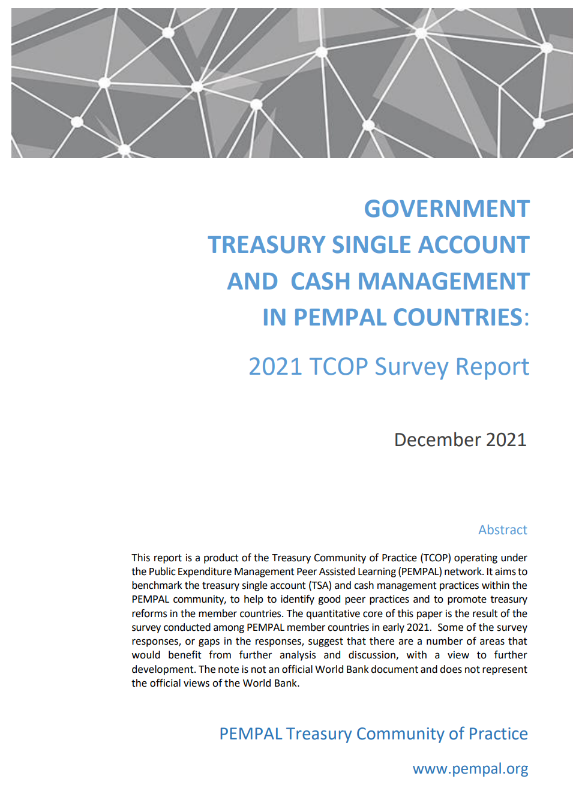 GOVERNMENT
TREASURY SINGLE ACCOUNT
AND CASH MANAGEMENT
IN PEMPAL COUNTRIES:
2021 TCOP Survey Report
December 2021
Abstract
This report is a product of the Treasury Community of Practice (TCOP) operating under
the Public Expenditure Management Peer Assisted Learning (PEMPAL) network. It aims to
benchmark the treasury single account (TSA) and cash management practices within the
PEMPAL community, to help to identify good peer practices and to promote treasury
reforms in the member countries. The quantitative core of this paper is the result of the
survey conducted among PEMPAL member countries in early 2021. Some of the survey
responses, or gaps in the responses, suggest that there are a number of areas that
would benefit from further analysis and discussion, with a view to further
development. The note is not an official World Bank document and does not represent
the official views of the World Bank.
PEMPAL Treasury Community of Practice
www.pempal.org